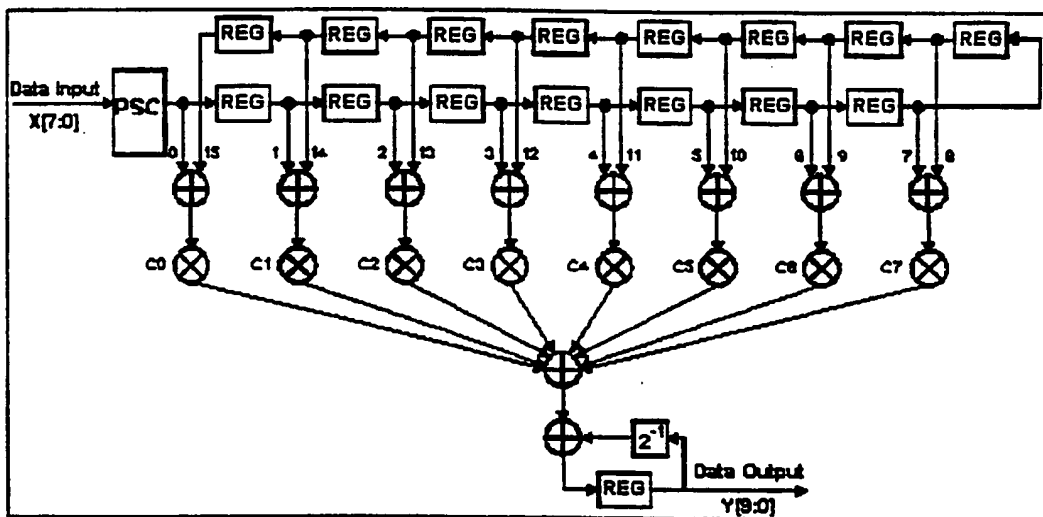 REG REG REG REG REG REG REG REG
Data Input
X[7:0]
PSC
REG REG REG REG REG REG REG
0 15 1 14 2 13 3 12 4 11 5 10 6 9 7 8
C0 C1 C2 C3 C4 C5 C6 C7
2⁻¹
REG
Data Output
Y[9:0]